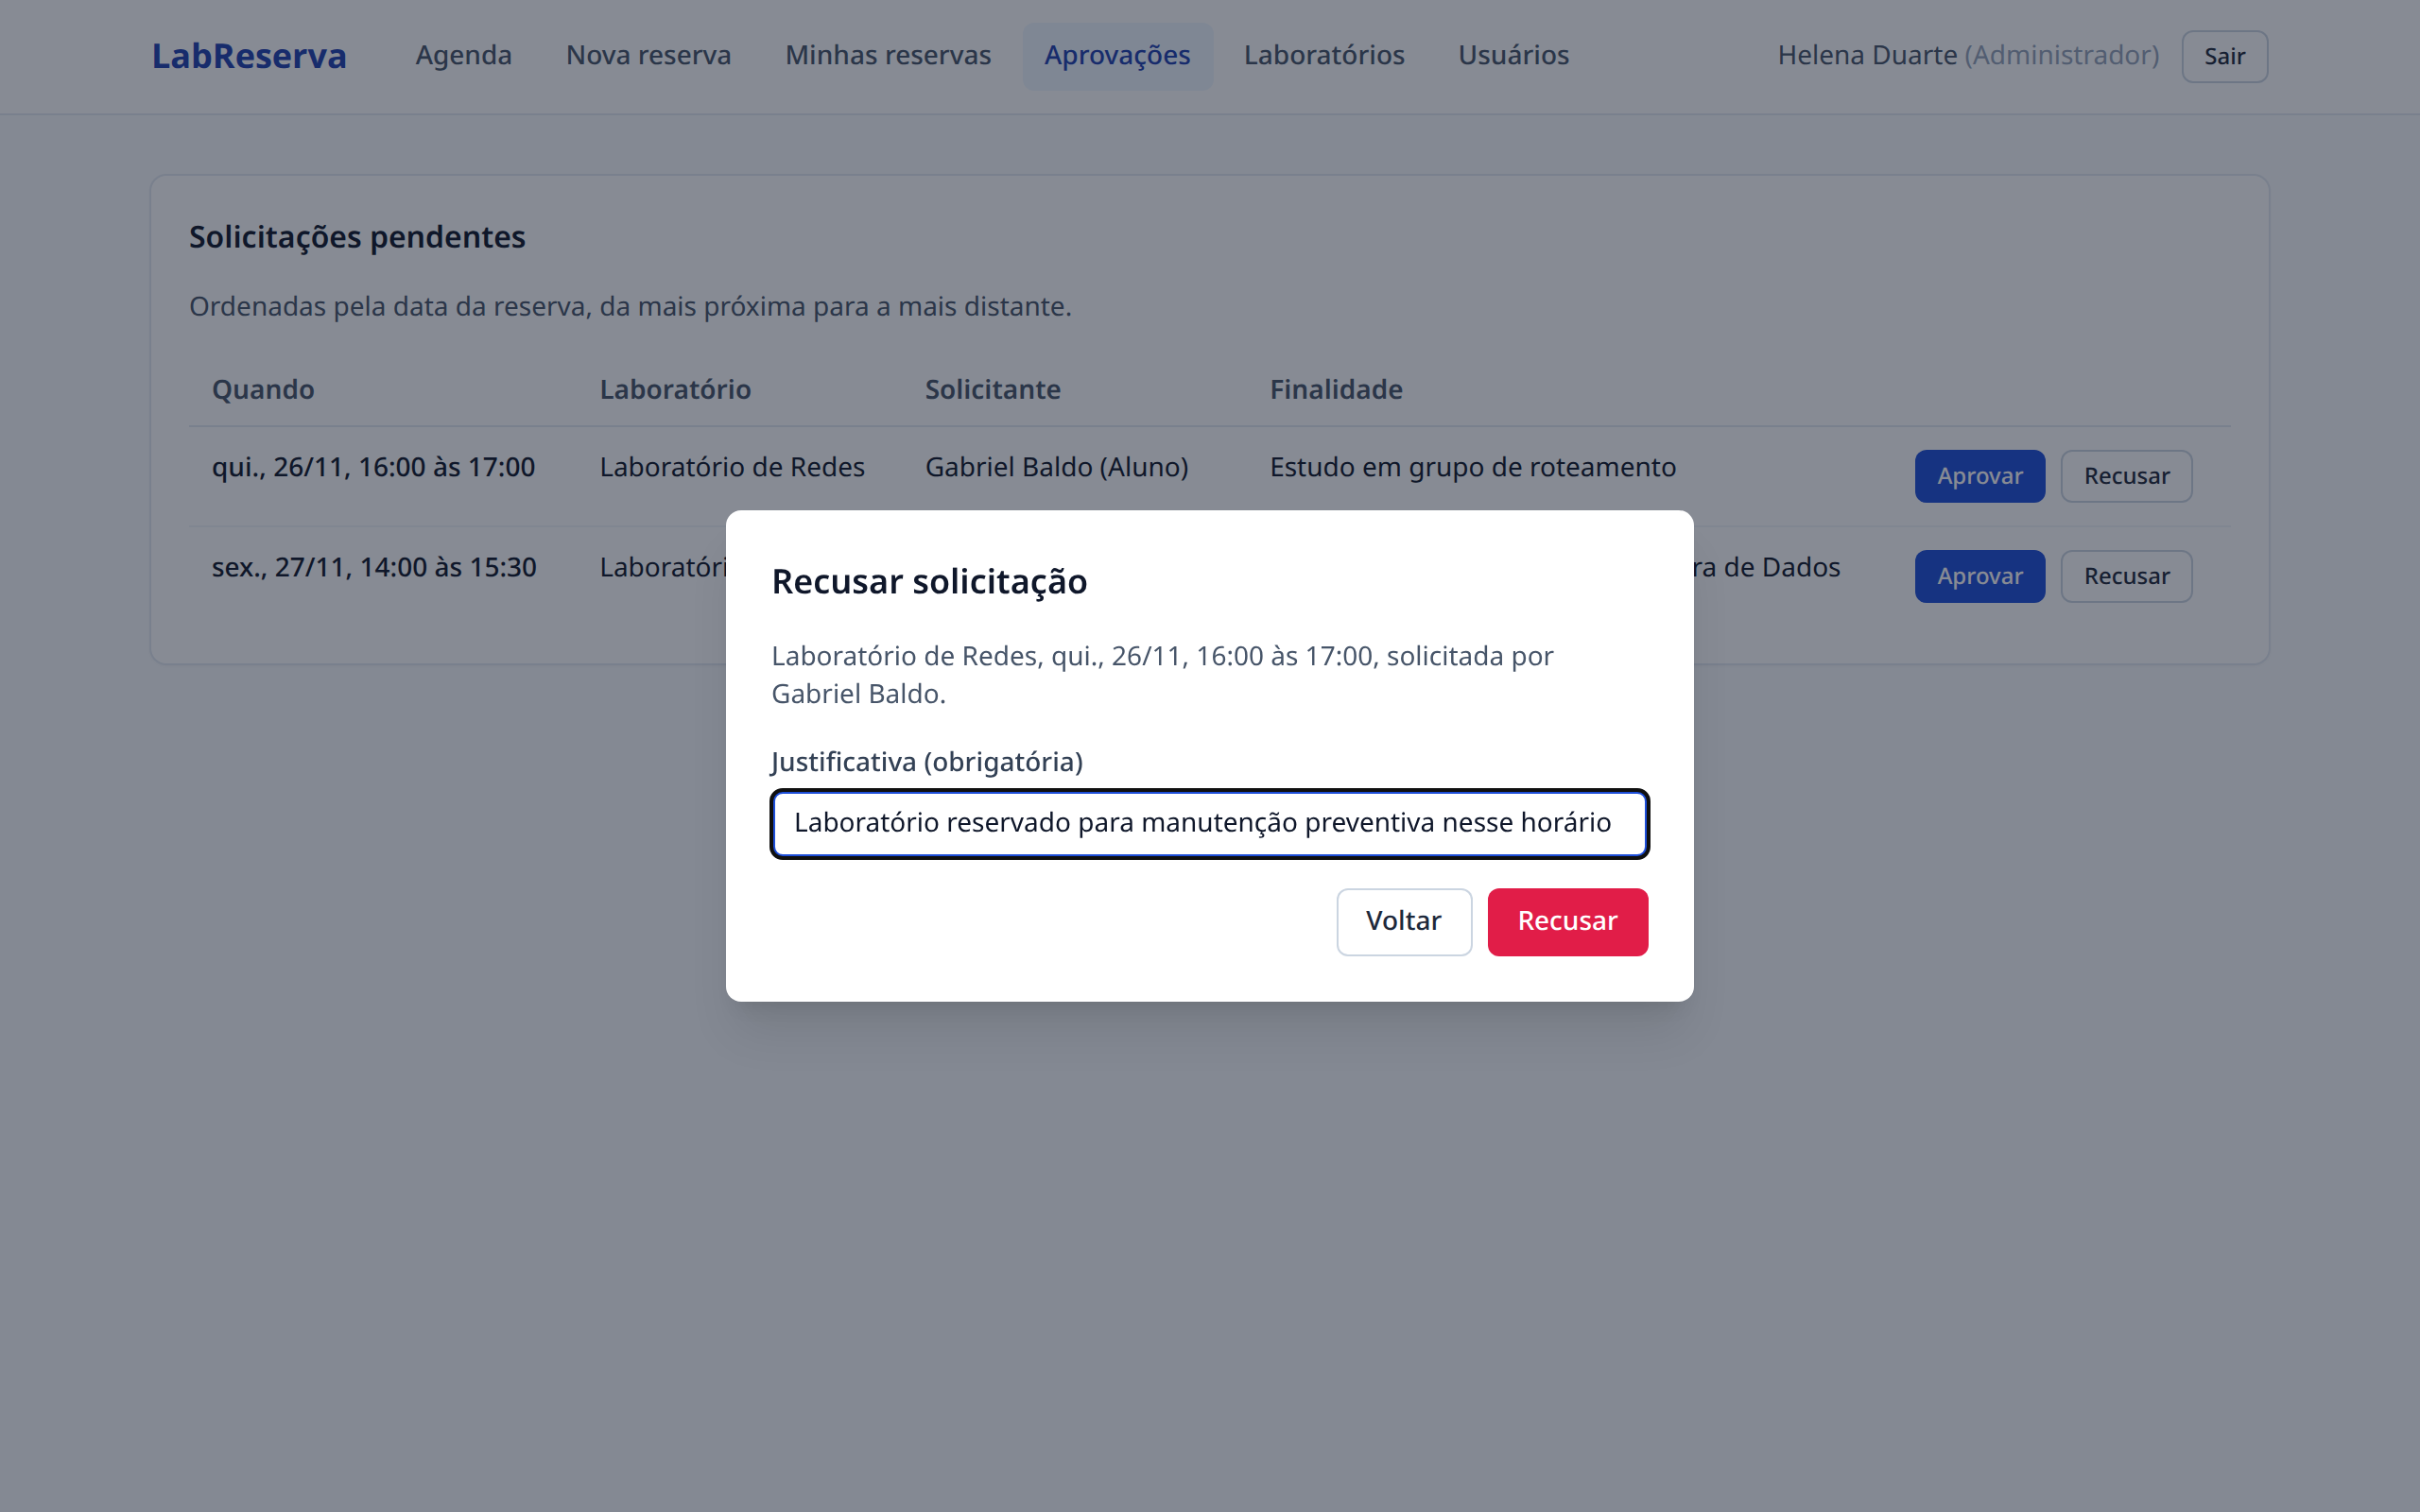 LabReserva Agenda Nova reserva Minhas reservas Aprovações Laboratórios Usuários Helena Duarte (Administrador) Sair
Solicitações pendentes
Ordenadas pela data da reserva, da mais próxima para a mais distante.
Quando Laboratório Solicitante Finalidade
qui., 26/11, 16:00 às 17:00 Laboratório de Redes Gabriel Baldo (Aluno) Estudo em grupo de roteamento Aprovar Recusar
sex., 27/11, 14:00 às 15:30 de Dados Aprovar Recusar
Recusar solicitação
Laboratório de Redes, qui., 26/11, 16:00 às 17:00, solicitada por
Gabriel Baldo.
Justificativa (obrigatória)
Laboratório reservado para manutenção preventiva nesse horário
Voltar Recusar